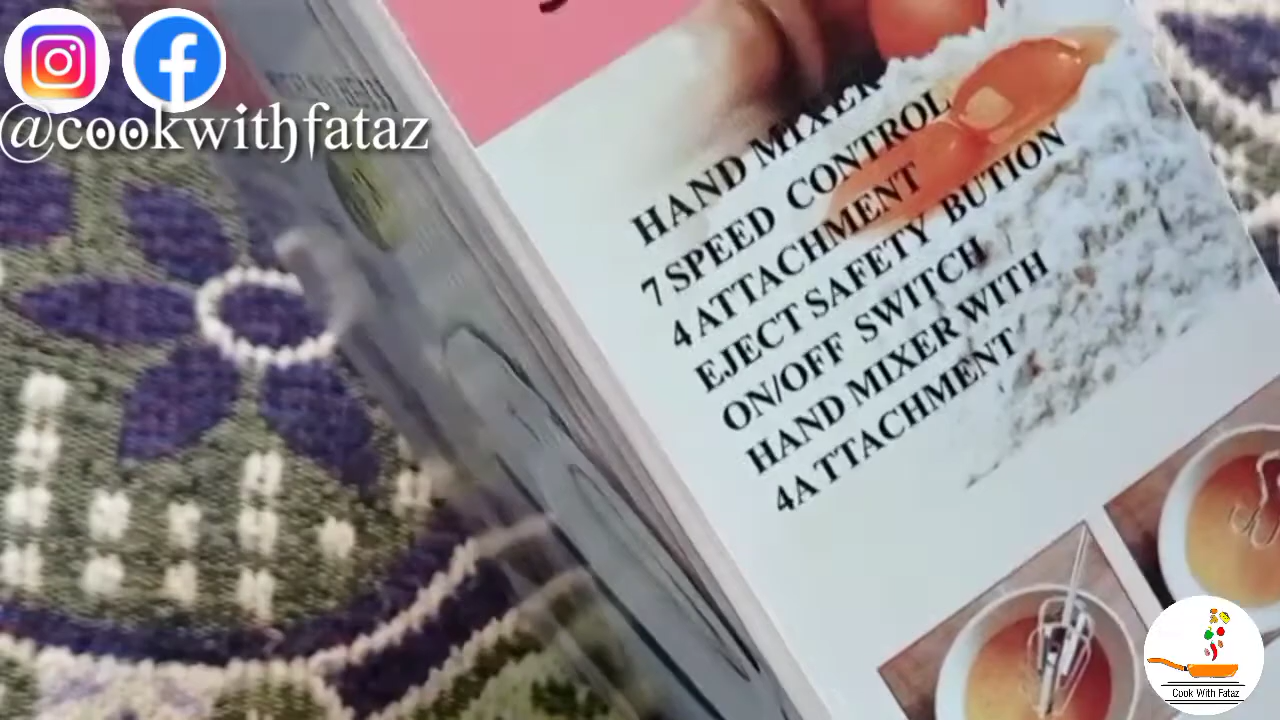 @cookwithfataz
HAND MIXER
7 SPEED CONTROL
4 ATTACHMENT
EJECT SAFETY BUTION
ON/OFF SWITCH
HAND MIXER WITH
4A TTACHMENT
Cook With Fataz